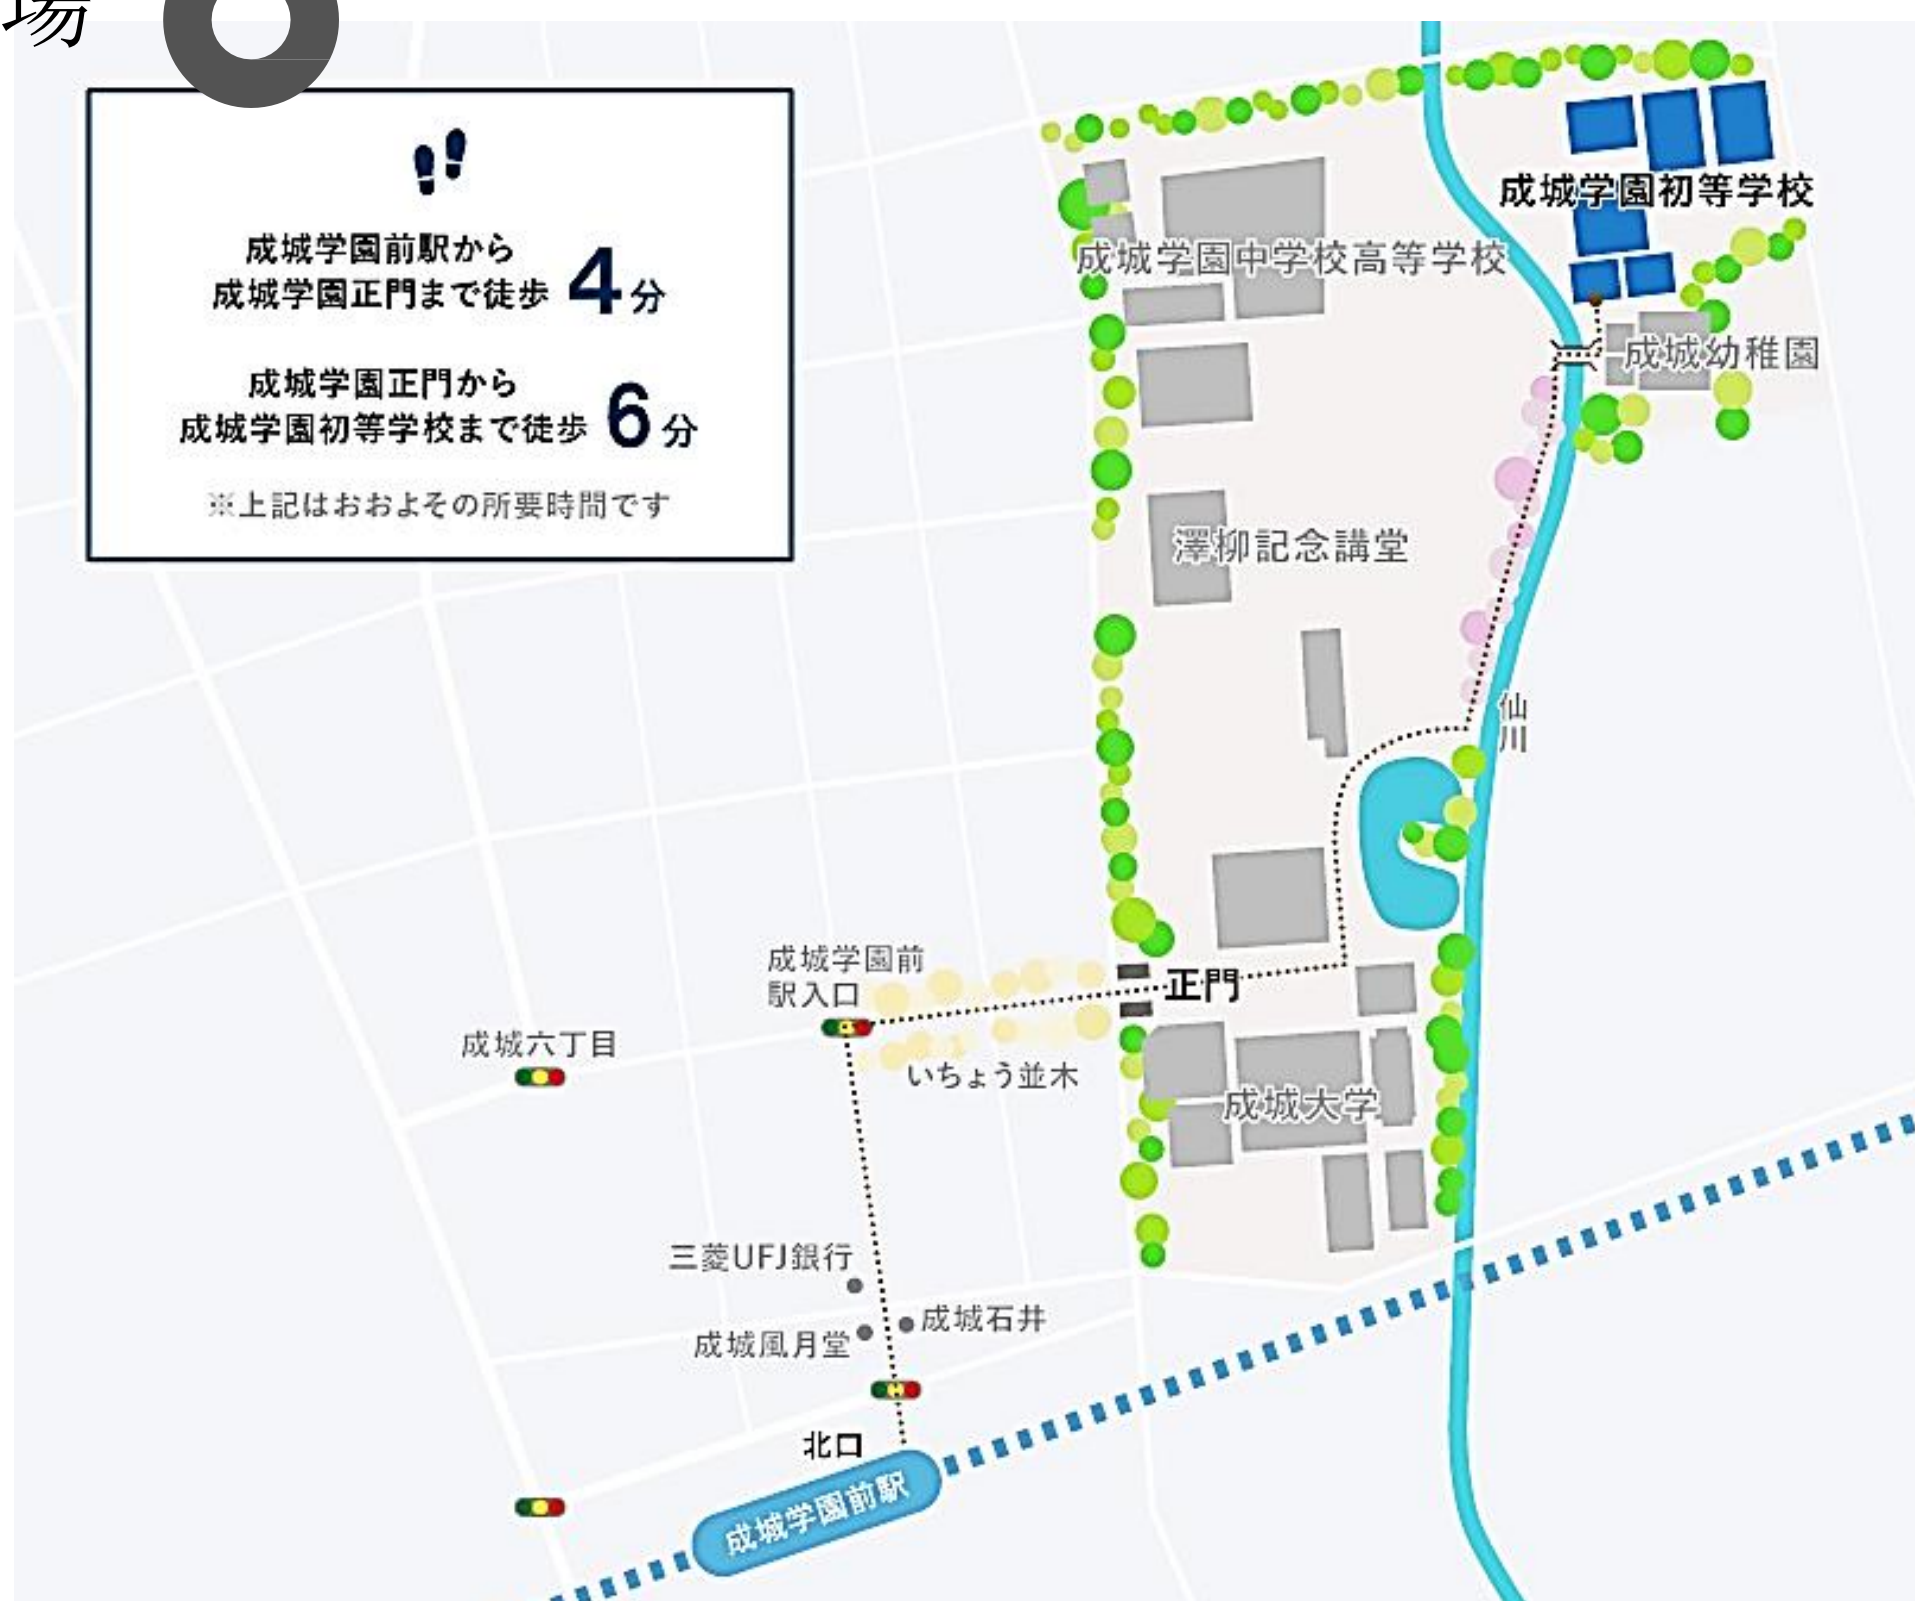 場
成城学園前駅から
成城学園正門まで徒歩 4分
成城学園正門から
成城学園初等学校まで徒歩 6分
※上記はおおよその所要時間です
成城学園初等学校
成城学園中学校高等学校
成城幼稚園
澤柳記念講堂
仙川
成城学園前
駅入口
正門
成城六丁目
いちょう並木
成城大学
三菱UFJ銀行
成城石井
成城風月堂
北口
成城学園前駅